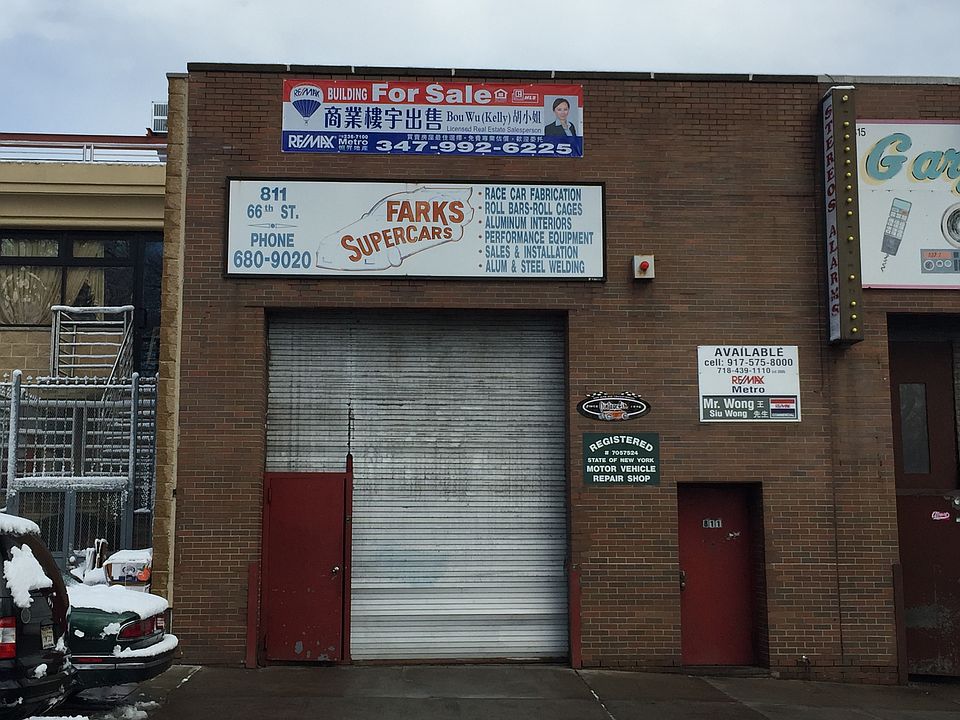 RE/MAX
BUILDING For Sale
MLS
商業樓宇出售
Bou Wu (Kelly) 胡小姐
Licensed Real Estate Salesperson
RE/MAX Metro
347-992-6225
811
66th ST.
PHONE
680-9020
FARKS
SUPERCARS
• RACE CAR FABRICATION
• ROLL BARS-ROLL CAGES
• ALUMINUM INTERIORS
• PERFORMANCE EQUIPMENT
• SALES & INSTALLATION
• ALUM & STEEL WELDING
STEREOS ALARMS
815
Gar
AVAILABLE
cell: 917-575-8000
718-439-1110
RE/MAX
Metro
Mr. Wong 王
Siu Wong 先生
REGISTERED
# 7057524
STATE OF NEW YORK
MOTOR VEHICLE
REPAIR SHOP
811